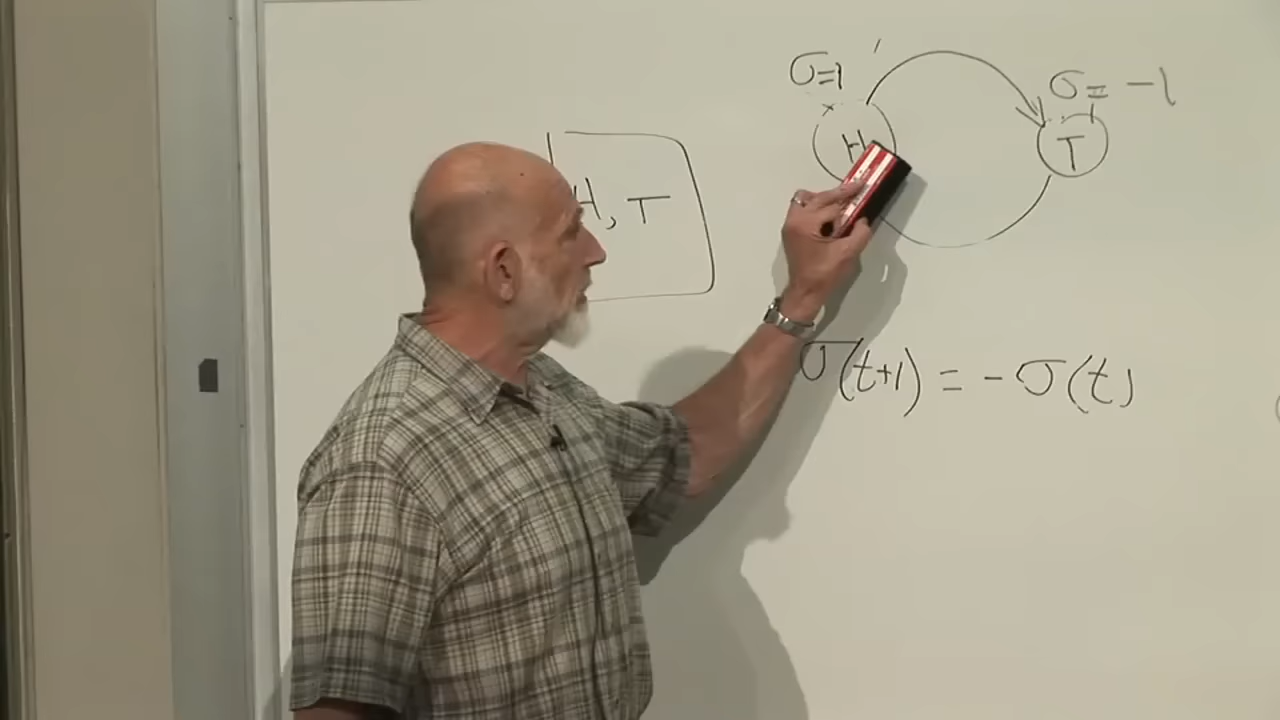 σ=1
σ= -1
H
T
H, T
σ(t+1) = -σ(t)